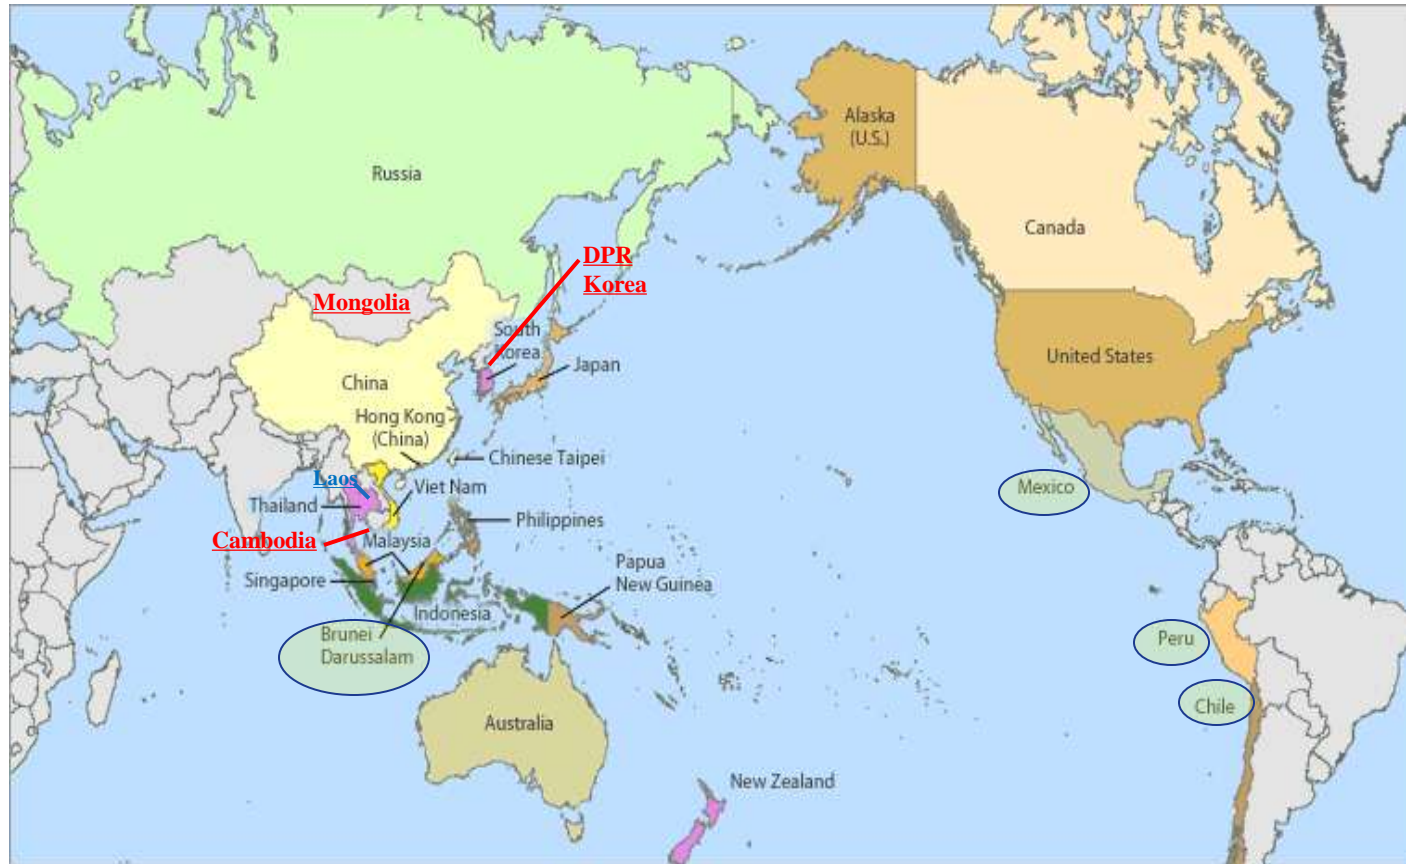 Alaska
(U.S.)
Russia
Canada
DPR
Korea
Mongolia
South
Korea
United States
Japan
China
Hong Kong
(China)
Chinese Taipei
Laos
Viet Nam
Mexico
Thailand
Philippines
Cambodia
Malaysia
Papua
New Guinea
Singapore
Indonesia
Brunei
Darussalam
Peru
Chile
Australia
New Zealand